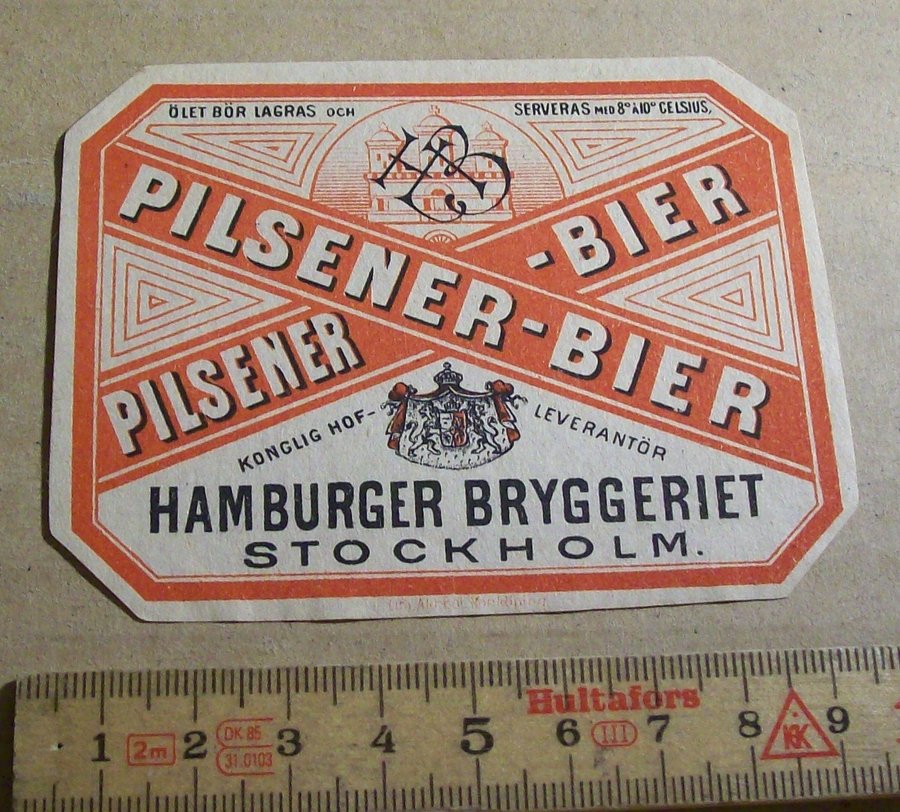 ÖLET BÖR LAGRAS OCH SERVERAS MED 8° À 10° CELSIUS,
HB
PILSENER-BIER
PILSENER -BIER
KONGLIG HOF- LEVERANTÖR
HAMBURGER BRYGGERIET
STOCKHOLM.
Hultafors
1 2m 2 DK 85 3 4 5 6 III 7 8 9
31.0103